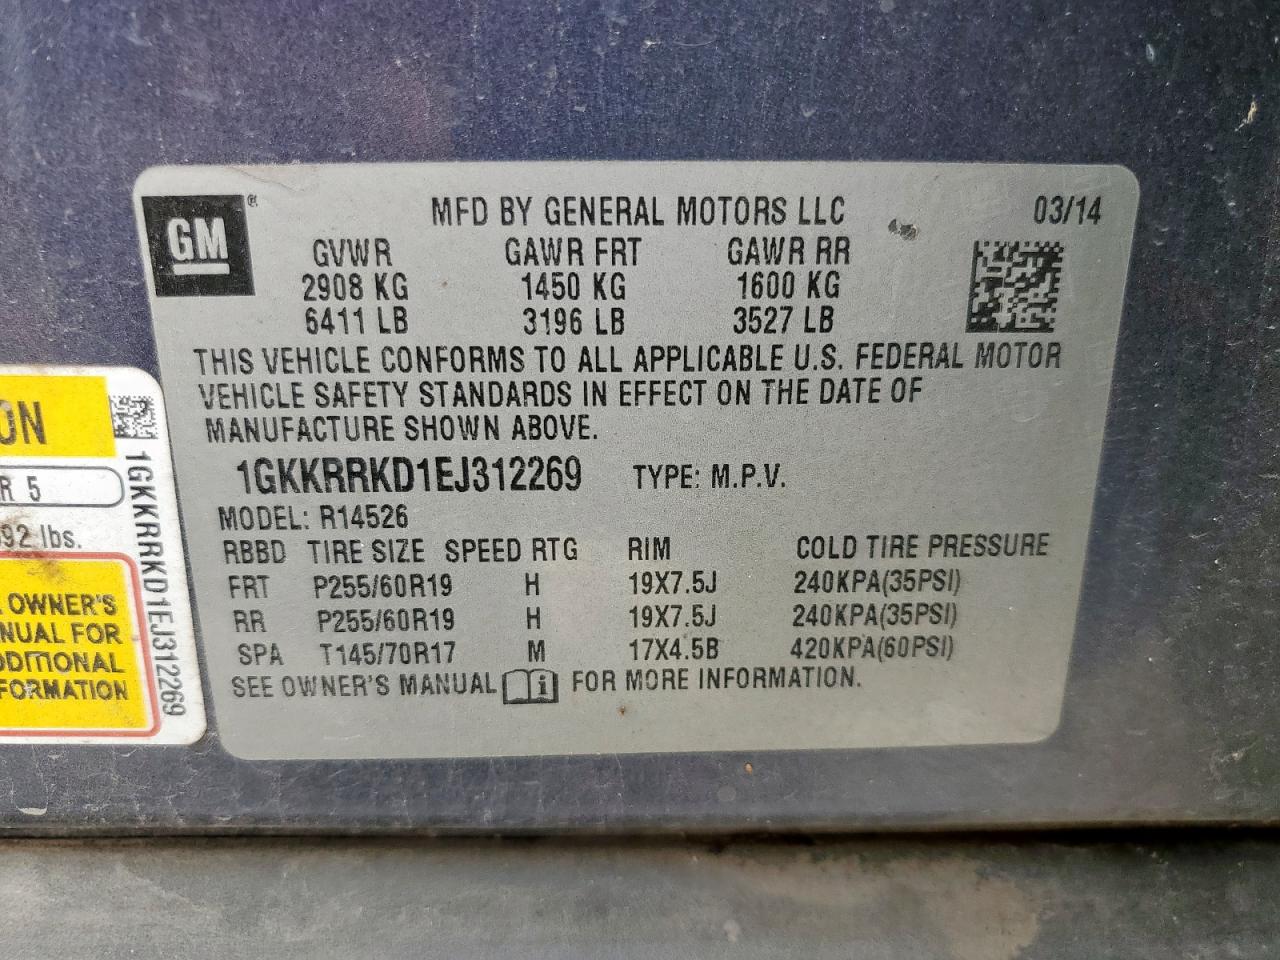 GM®
MFD BY GENERAL MOTORS LLC 03/14
GVWR GAWR FRT GAWR RR
2908 KG 1450 KG 1600 KG
6411 LB 3196 LB 3527 LB
THIS VEHICLE CONFORMS TO ALL APPLICABLE U.S. FEDERAL MOTOR
VEHICLE SAFETY STANDARDS IN EFFECT ON THE DATE OF
MANUFACTURE SHOWN ABOVE.
1GKKRRKD1EJ312269 TYPE: M.P.V.
MODEL: R14526
RBBD TIRE SIZE SPEED RTG RIM COLD TIRE PRESSURE
FRT P255/60R19 H 19X7.5J 240KPA(35PSI)
RR P255/60R19 H 19X7.5J 240KPA(35PSI)
SPA T145/70R17 M 17X4.5B 420KPA(60PSI)
SEE OWNER'S MANUAL i FOR MORE INFORMATION.
ON
R 5
92 lbs.
OWNER'S
NUAL FOR
DDITIONAL
FORMATION
1GKKRRKD1EJ312269